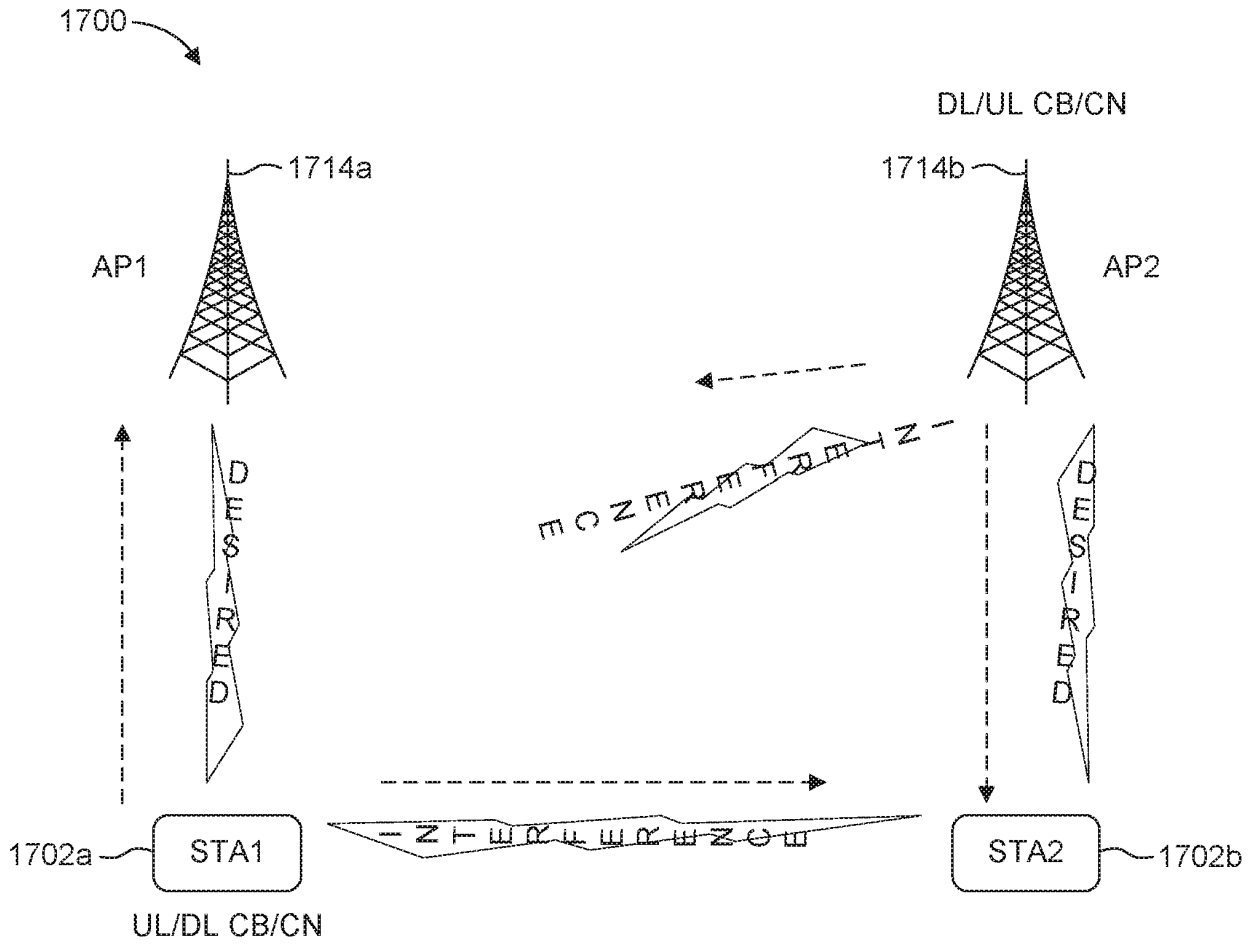 1700
DL/UL CB/CN
1714a
1714b
AP1
AP2
INTERFERENCE
DESIRED
DESIRED
INTERFERENCE
1702a
STA1
STA2
1702b
UL/DL CB/CN